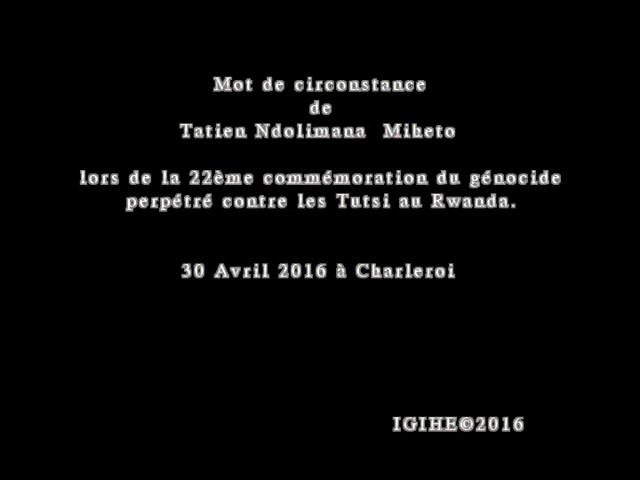 Mot de circonstance
de
Tatien Ndolimana Miheto
lors de la 22ème commémoration du génocide
perpétré contre les Tutsi au Rwanda.
30 Avril 2016 à Charleroi
IGIHE©2016